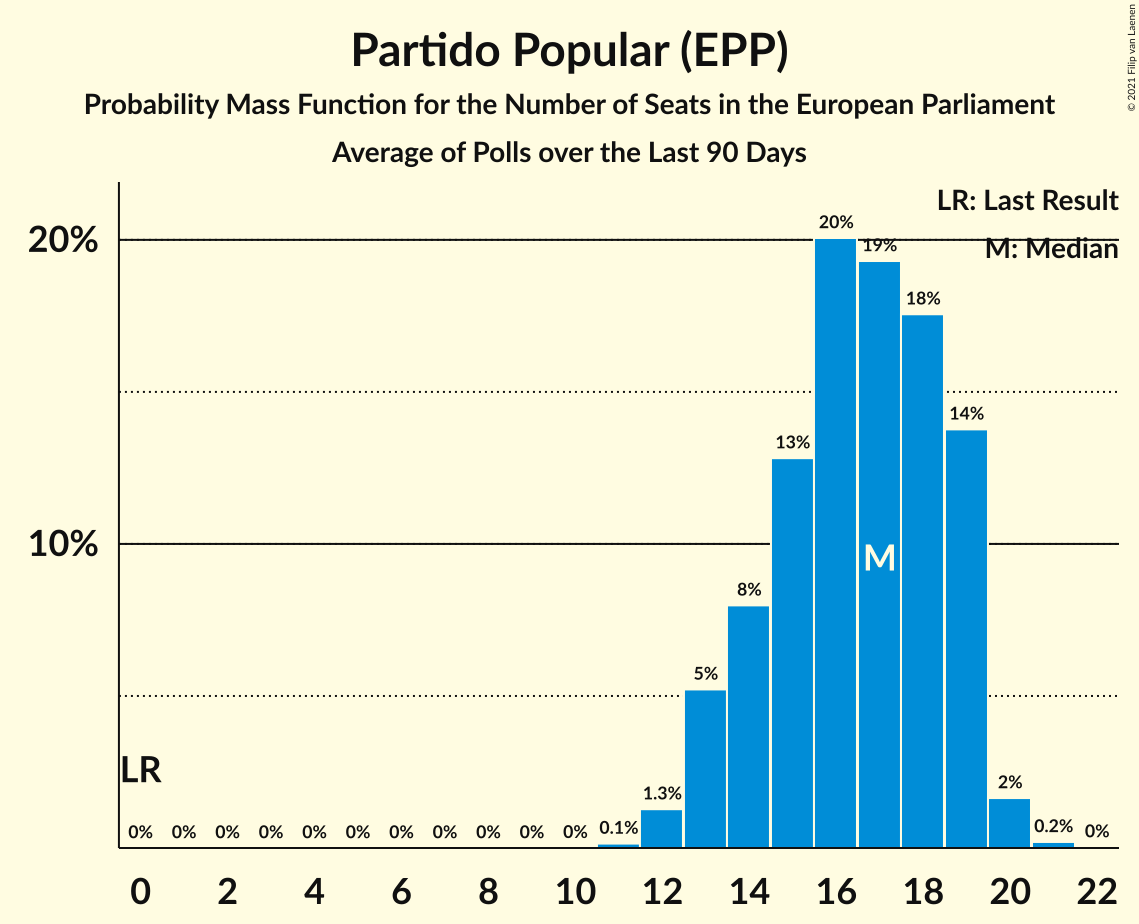 Partido Popular (EPP)
Probability Mass Function for the Number of Seats in the European Parliament
Average of Polls over the Last 90 Days
© 2021 Filip van Laenen
LR: Last Result
M: Median
20%
10%
20%
19%
18%
14%
13%
8%
5%
1.3%
2%
0.1%
0.2%
0% 0% 0% 0% 0% 0% 0% 0% 0% 0% 0% 0%
LR
M
0 2 4 6 8 10 12 14 16 18 20 22